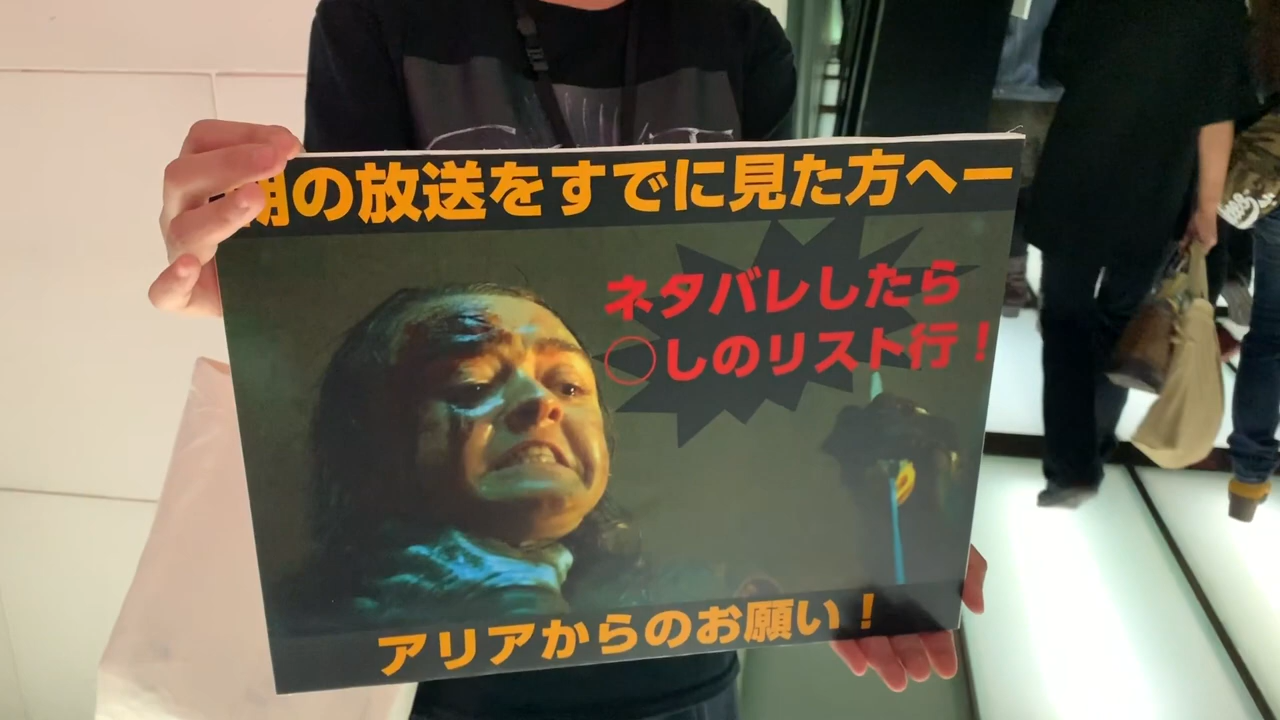 朝の放送をすでに見た方へー
ネタバレしたら
○しのリスト行！
アリアからのお願い！